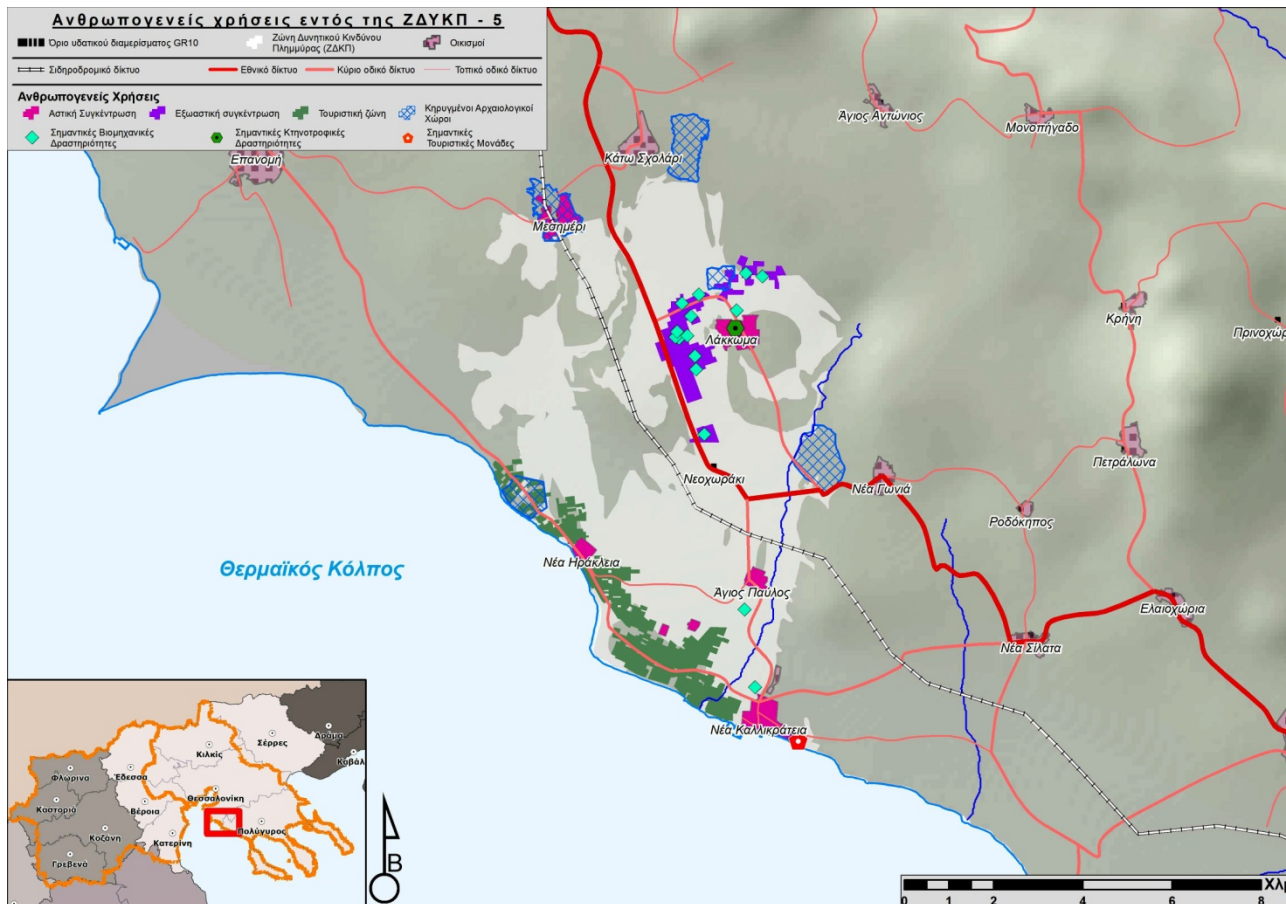 Ανθρωπογενείς χρήσεις εντός της ΖΔΥΚΠ - 5
Όριο υδατικού διαμερίσματος GR10
Ζώνη Δυνητικού Κινδύνου
Πλημμύρας (ΖΔΚΠ)
Οικισμοί
Σιδηροδρομικό δίκτυο
Εθνικό δίκτυο
Κύριο οδικό δίκτυο
Τοπικό οδικό δίκτυο
Ανθρωπογενείς Χρήσεις
Αστική Συγκέντρωση
Εξωαστική συγκέντρωση
Τουριστική ζώνη
Κηρυγμένοι Αρχαιολογικοί
Χώροι
Σημαντικές Βιομηχανικές
Δραστηριότητες
Σημαντικές Κτηνοτροφικές
Δραστηριότητες
Σημαντικές
Τουριστικές Μονάδες
Άγιος Αντώνιος
Μονοπήγαδο
Επανομή
Κάτω Σχολάρι
Μεσημέρι
Κρήνη
Πρινοχώρ
Λάκκωμα
Πετράλωνα
Νεοχωράκι
Νέα Γωνιά
Ροδόκηπος
Νέα Ηράκλεια
Θερμαϊκός Κόλπος
Άγιος Παύλος
Ελαιοχώρια
Νέα Σίλατα
Νέα Καλλικράτεια
Δράμα
Σέρρες
Κιλκίς
Καβάλ
Έδεσσα
Φλώρινα
Θεσσαλονίκη
Καστοριά
Βέροια
Κοζάνη
Πολύγυρος
Κατερίνη
Γρεβενά
Β
Χλμ
0 1 2 4 6 8